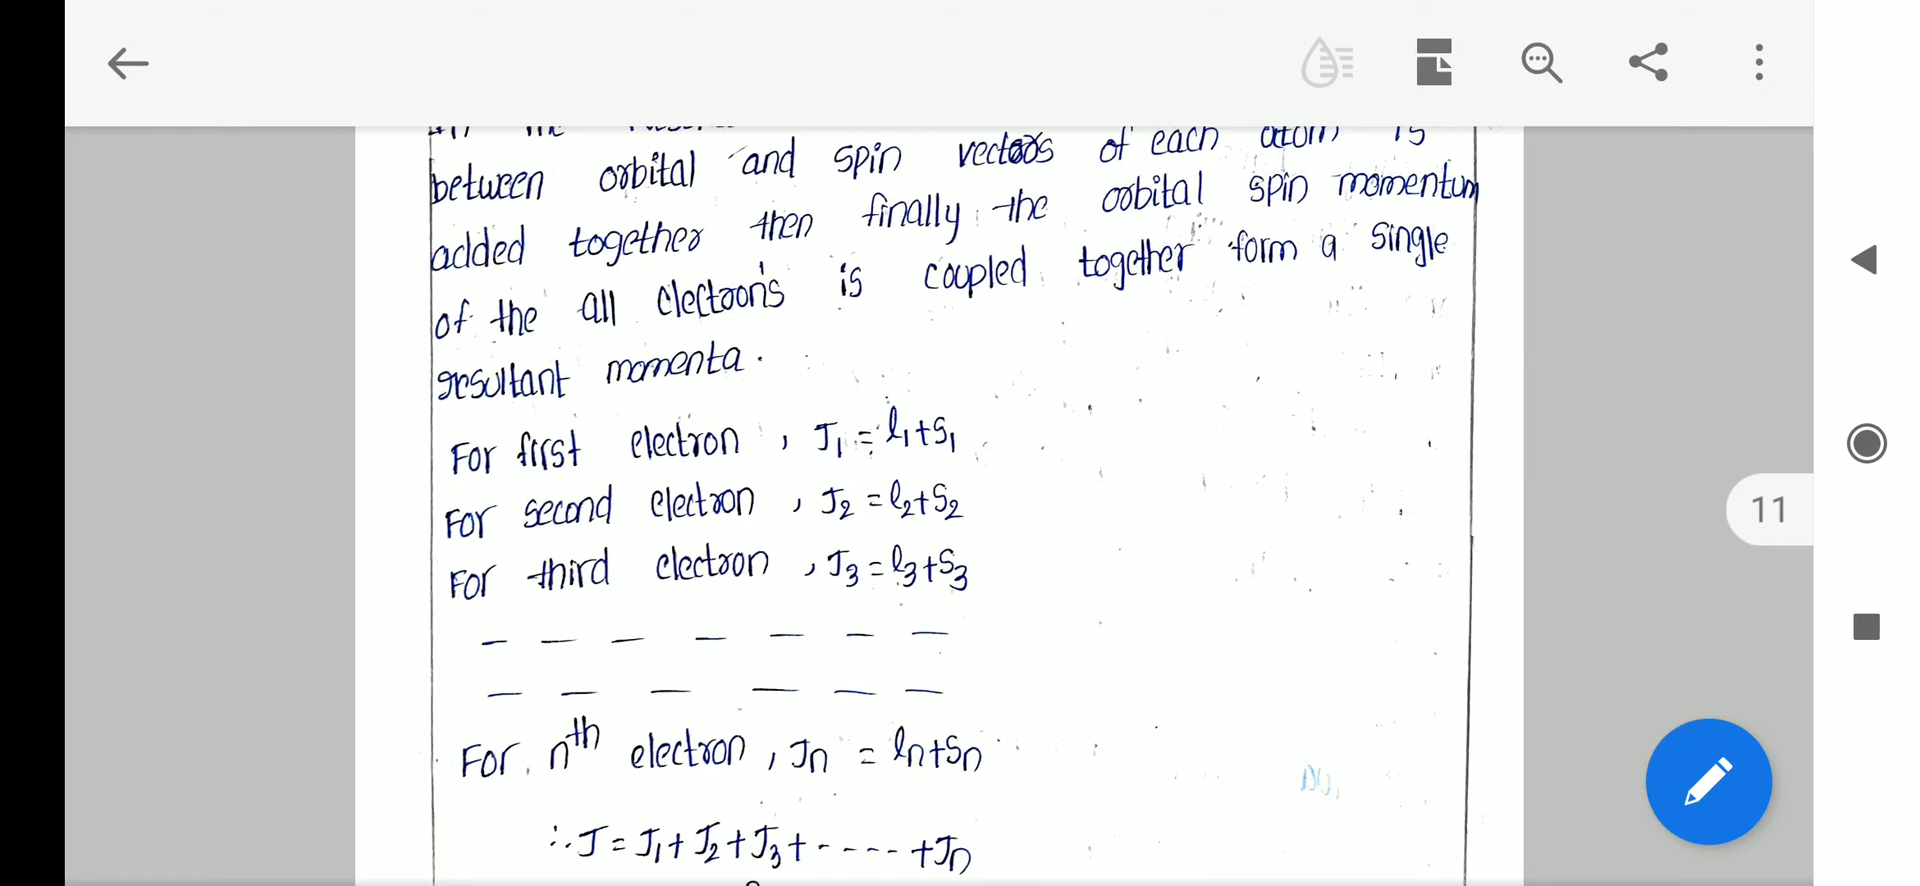 between orbital and spin vectors of each atom is
added together then finally the orbital spin momentum
of the all electron's is coupled together form a single
resultant momenta.
For first electron, J₁ = l₁+S₁
For second electron, J₂ = l₂+S₂
For third electron, J₃ = l₃+S₃
— — — — — — —
— — — — — —
For nᵗʰ electron, Jn = ln+Sn
∴ J = J₁+J₂+J₃+-----+Jn
11